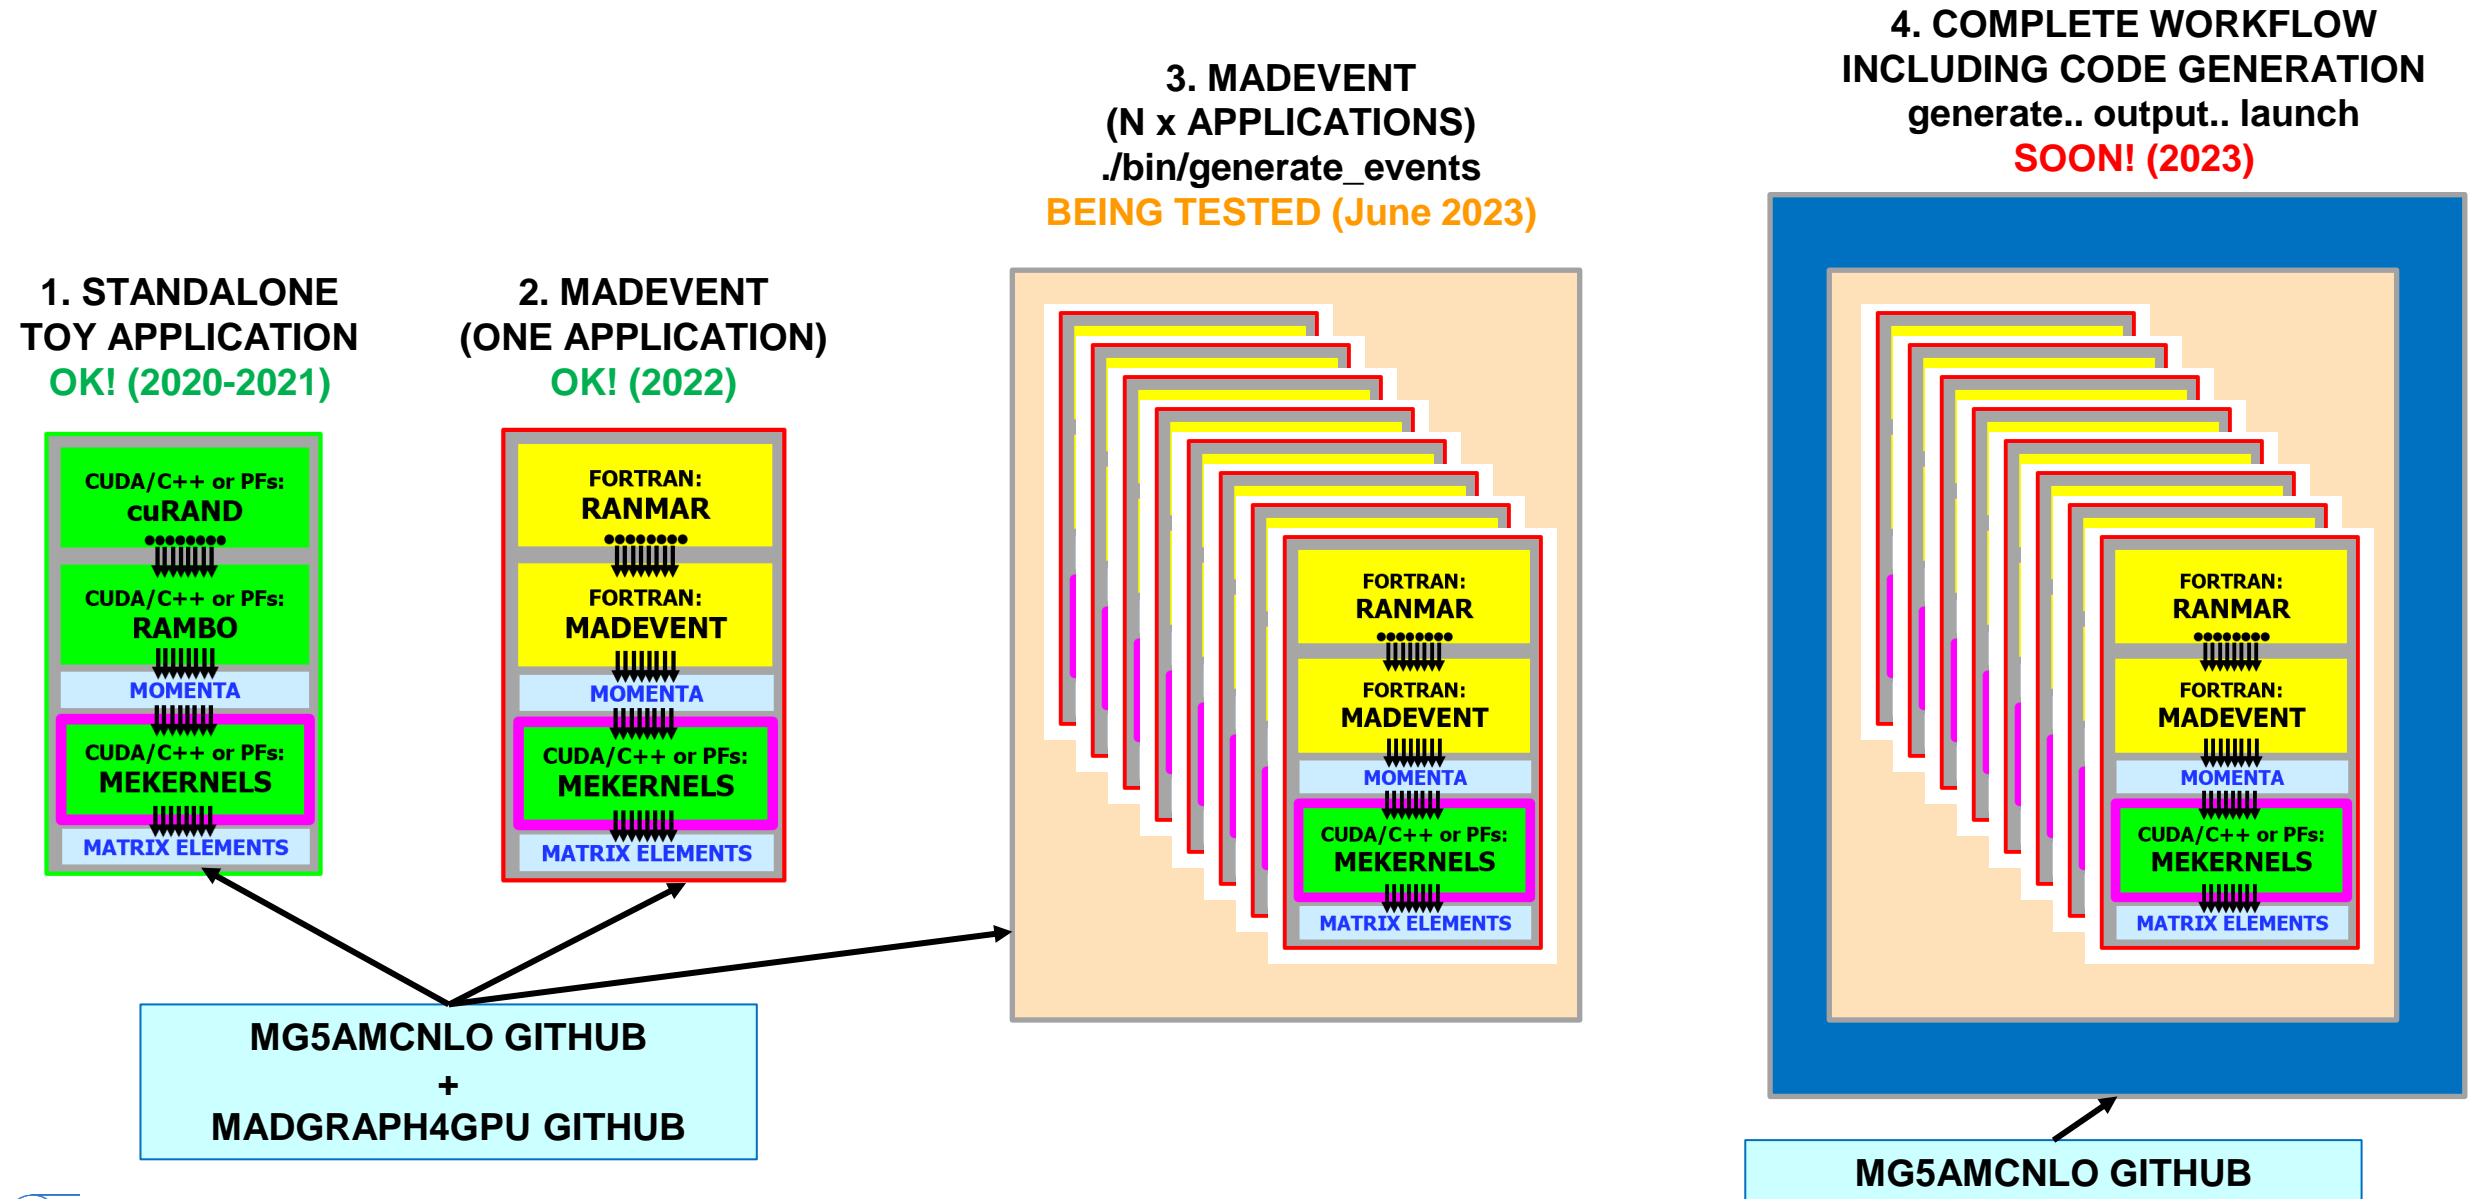 1. STANDALONE
TOY APPLICATION
OK! (2020-2021)
CUDA/C++ or PFs:
cuRAND
CUDA/C++ or PFs:
RAMBO
MOMENTA
CUDA/C++ or PFs:
MEKERNELS
MATRIX ELEMENTS
2. MADEVENT
(ONE APPLICATION)
OK! (2022)
FORTRAN:
RANMAR
FORTRAN:
MADEVENT
MOMENTA
CUDA/C++ or PFs:
MEKERNELS
MATRIX ELEMENTS
3. MADEVENT
(N x APPLICATIONS)
./bin/generate_events
BEING TESTED (June 2023)
FORTRAN:
RANMAR
FORTRAN:
MADEVENT
MOMENTA
CUDA/C++ or PFs:
MEKERNELS
MATRIX ELEMENTS
4. COMPLETE WORKFLOW
INCLUDING CODE GENERATION
generate.. output.. launch
SOON! (2023)
FORTRAN:
RANMAR
FORTRAN:
MADEVENT
MOMENTA
CUDA/C++ or PFs:
MEKERNELS
MATRIX ELEMENTS
MG5AMCNLO GITHUB
+
MADGRAPH4GPU GITHUB
MG5AMCNLO GITHUB